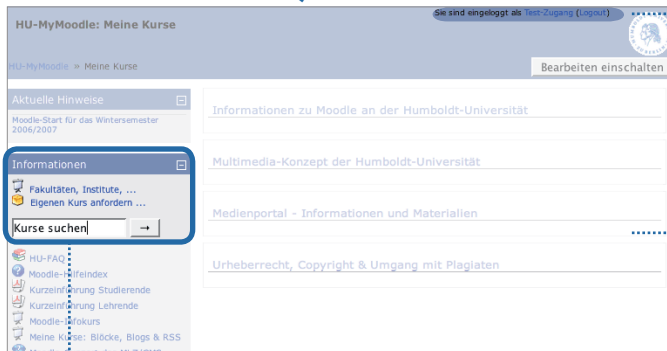 Sie sind eingeloggt als Test-Zugang (Logout)
HU-MyMoodle: Meine Kurse
HU-MyMoodle » Meine Kurse
Bearbeiten einschalten
Aktuelle Hinweise
Moodle-Start für das Wintersemester
2006/2007
Informationen
Fakultäten, Institute, ...
Eigenen Kurs anfordern ...
Kurse suchen
HU-FAQ
Moodle-Hilfeindex
Kurzeinführung Studierende
Kurzeinführung Lehrende
Moodle-Infokurs
Meine Kurse: Blöcke, Blogs & RSS
Informationen zu Moodle an der Humboldt-Universität
Multimedia-Konzept der Humboldt-Universität
Medienportal - Informationen und Materialien
Urheberrecht, Copyright & Umgang mit Plagiaten